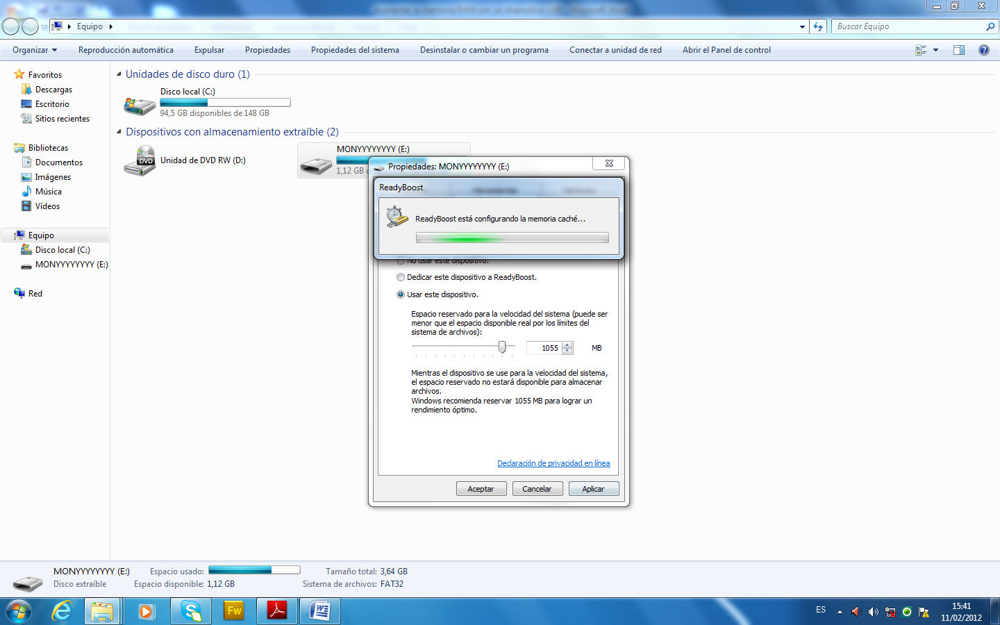 Equipo
Buscar Equipo
Organizar
Reproducción automática
Expulsar
Propiedades
Propiedades del sistema
Desinstalar o cambiar un programa
Conectar a unidad de red
Abrir el Panel de control
Favoritos
Descargas
Escritorio
Sitios recientes
Bibliotecas
Documentos
Imágenes
Música
Vídeos
Equipo
Disco local (C:)
MONYYYYYYYY (E:)
Red
Unidades de disco duro (1)
Disco local (C:)
94,5 GB disponibles de 148 GB
Dispositivos con almacenamiento extraíble (2)
DVD
Unidad de DVD RW (D:)
MONYYYYYYYY (E:)
1,12 GB
Propiedades: MONYYYYYYYY (E:)
ReadyBoost
ReadyBoost está configurando la memoria caché...
No usar este dispositivo.
Dedicar este dispositivo a ReadyBoost.
Usar este dispositivo.
Espacio reservado para la velocidad del sistema (puede ser
menor que el espacio disponible real por los límites del
sistema de archivos):
1055 MB
Mientras el dispositivo se use para la velocidad del sistema,
el espacio reservado no estará disponible para almacenar
archivos.
Windows recomienda reservar 1055 MB para lograr un
rendimiento óptimo.
Declaración de privacidad en línea
Aceptar
Cancelar
Aplicar
MONYYYYYYYY (E:)
Disco extraíble
Espacio usado:
Espacio disponible: 1,12 GB
Tamaño total: 3,64 GB
Sistema de archivos: FAT32
Fw
ES
15:41
11/02/2012